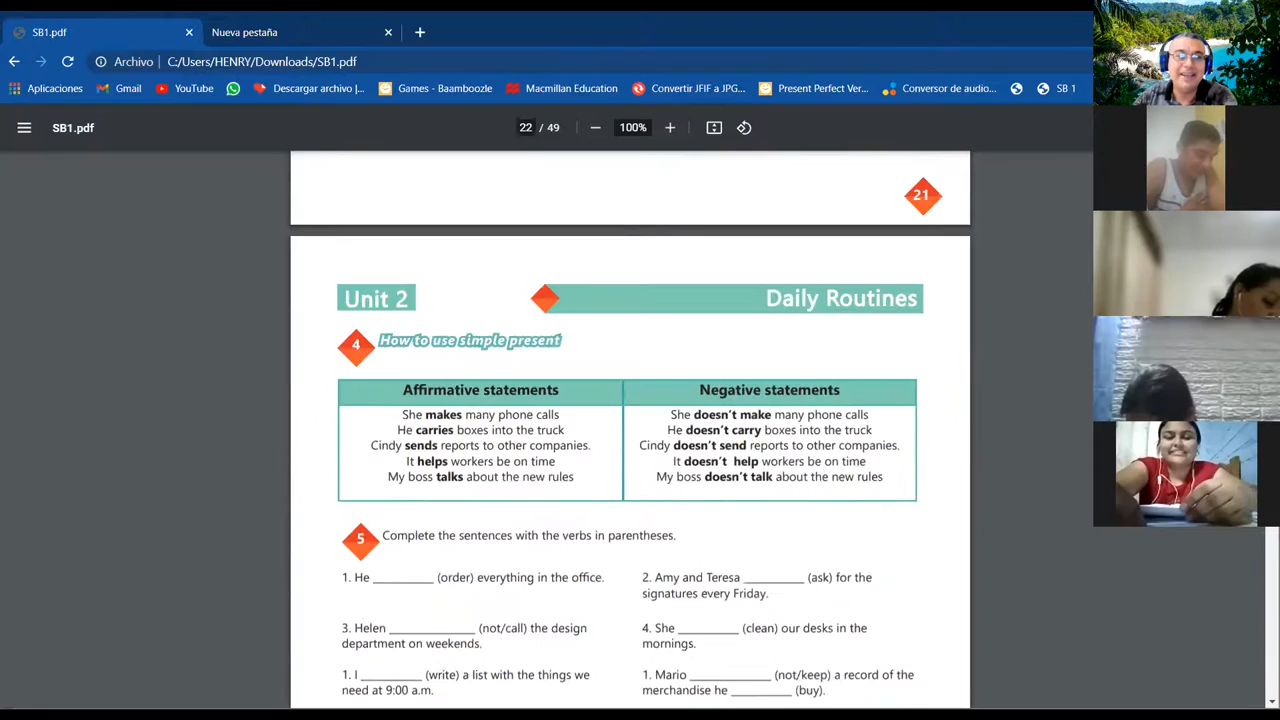 SB1.pdf
Nueva pestaña
Archivo C:/Users/HENRY/Downloads/SB1.pdf
Aplicaciones Gmail YouTube Descargar archivo |... Games - Baamboozle Macmillan Education Convertir JFIF a JPG... Present Perfect Ver... Conversor de audio... SB 1
SB1.pdf
22 / 49 100%
21
Unit 2 Daily Routines
4 How to use simple present
Affirmative statements
She makes many phone calls
He carries boxes into the truck
Cindy sends reports to other companies.
It helps workers be on time
My boss talks about the new rules
Negative statements
She doesn't make many phone calls
He doesn't carry boxes into the truck
Cindy doesn't send reports to other companies.
It doesn't help workers be on time
My boss doesn't talk about the new rules
5 Complete the sentences with the verbs in parentheses.
1. He _________ (order) everything in the office.
2. Amy and Teresa _________ (ask) for the
signatures every Friday.
3. Helen _____________ (not/call) the design
department on weekends.
4. She _________ (clean) our desks in the
mornings.
1. I _________ (write) a list with the things we
need at 9:00 a.m.
1. Mario ____________ (not/keep) a record of the
merchandise he _________ (buy).